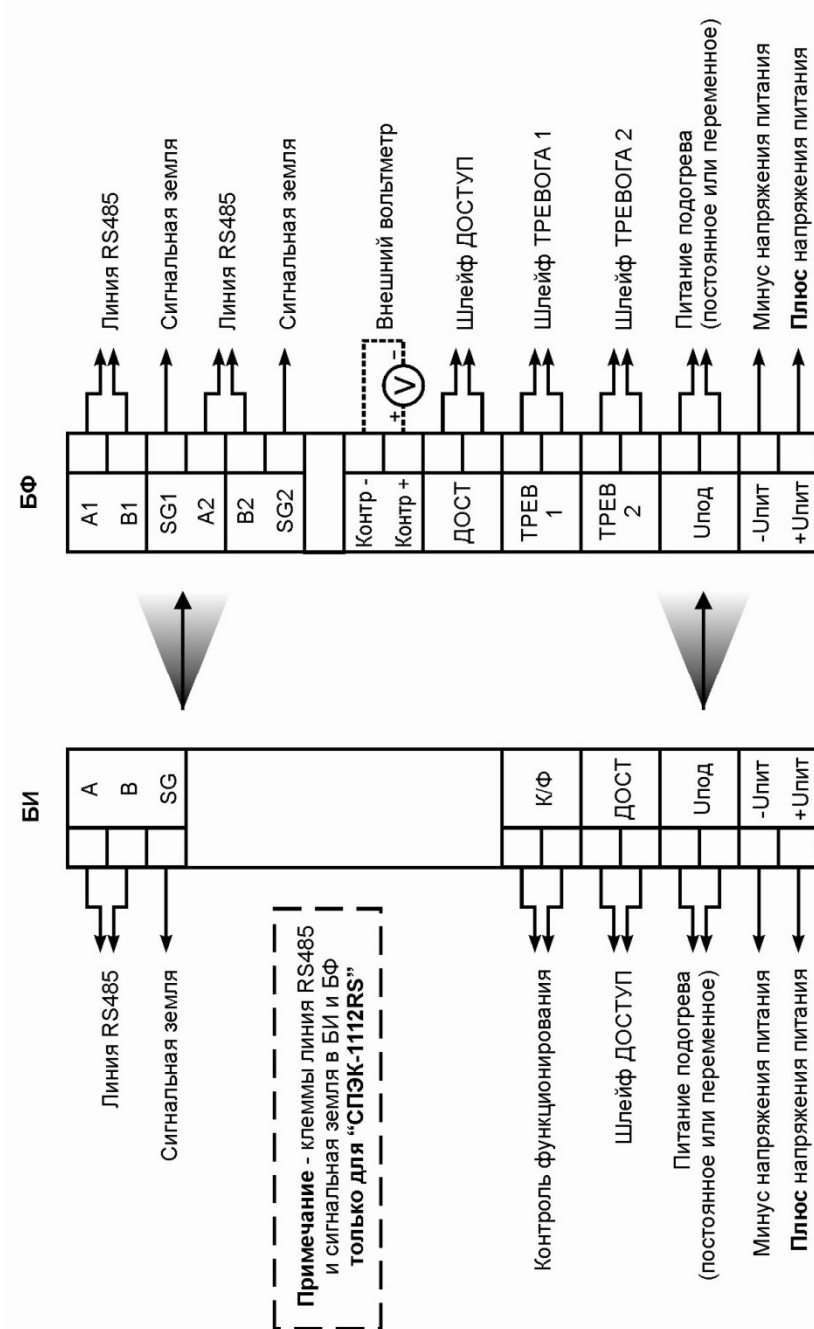 БИ
A
B
SG
К/Ф
ДОСТ
Uпод
-Uпит
+Uпит
Линия RS485
Сигнальная земля
Примечание - клеммы линия RS485
и сигнальная земля в БИ и БФ
только для “СПЭК-1112RS”
Контроль функционирования
Шлейф ДОСТУП
Питание подогрева
(постоянное или переменное)
Минус напряжения питания
Плюс напряжения питания
БФ
A1
B1
SG1
A2
B2
SG2
Контр -
Контр +
ДОСТ
ТРЕВ
1
ТРЕВ
2
Uпод
-Uпит
+Uпит
Линия RS485
Сигнальная земля
Линия RS485
Сигнальная земля
+
V
−
Внешний вольтметр
Шлейф ДОСТУП
Шлейф ТРЕВОГА 1
Шлейф ТРЕВОГА 2
Питание подогрева
(постоянное или переменное)
Минус напряжения питания
Плюс напряжения питания